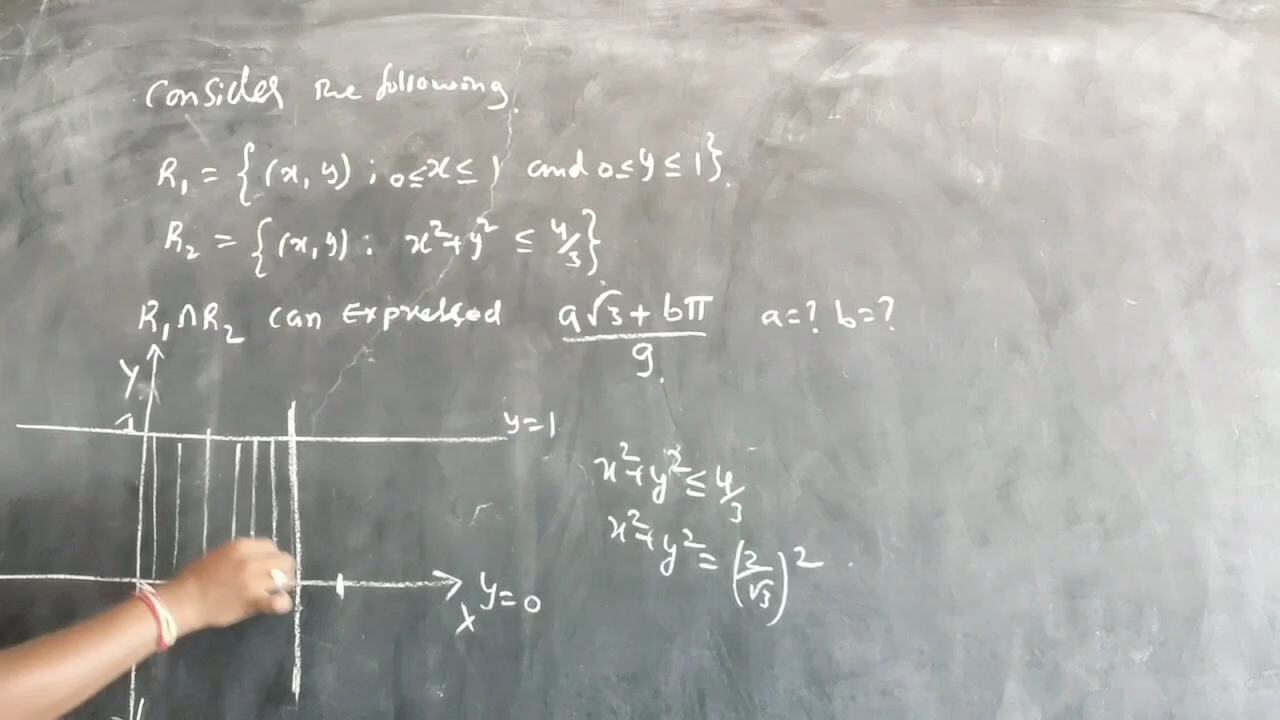 Consider the following.
R₁ = {(x, y) ; 0≤x≤ 1 and 0≤y≤1}.
R₂ = {(x,y) : x²+y² ≤ 4/3}
R₁∩R₂ can Expressed (a√3 + bπ)/9. a=? b=?
Y
1
y=1
x²+y² ≤ 4/3
x²+y² = (2/√3)²
X
y=0